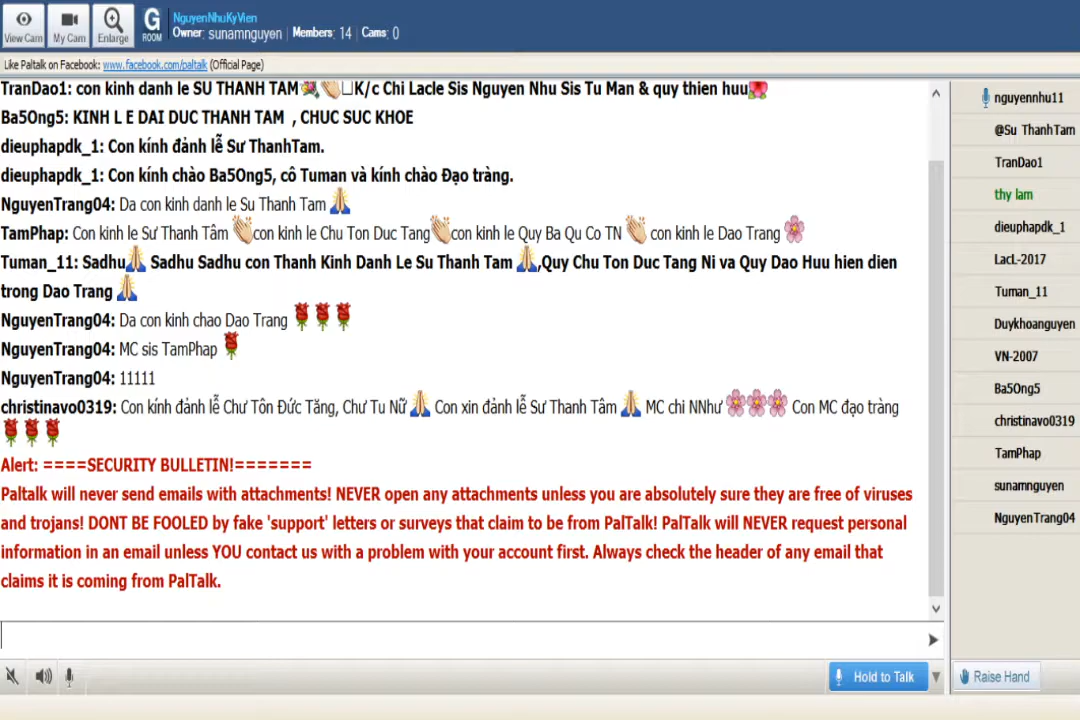 NguyenNhuKyVien
View Cam My Cam Enlarge G ROOM Owner: sunamnguyen Members: 14 Cams: 0
Like Paltalk on Facebook: www.facebook.com/paltalk (Official Page)
TranDao1: con kinh danh le SU THANH TAM K/c Chi Lacle Sis Nguyen Nhu Sis Tu Man & quy thien huu
Ba5Ong5: KINH L E DAI DUC THANH TAM , CHUC SUC KHOE
dieuphapdk_1: Con kính đảnh lễ Sư ThanhTam.
dieuphapdk_1: Con kính chào Ba5Ong5, cô Tuman và kính chào Đạo tràng.
NguyenTrang04: Da con kinh danh le Su Thanh Tam
TamPhap: Con kinh le Sư Thanh Tâm con kinh le Chu Ton Duc Tang con kinh le Quy Ba Qu Co TN con kinh le Dao Trang
Tuman_11: Sadhu Sadhu Sadhu con Thanh Kinh Danh Le Su Thanh Tam ,Quy Chu Ton Duc Tang Ni va Quy Dao Huu hien dien
trong Dao Trang
NguyenTrang04: Da con kinh chao Dao Trang
NguyenTrang04: MC sis TamPhap
NguyenTrang04: 11111
christinavo0319: Con kính đảnh lễ Chư Tôn Đức Tăng, Chư Tu Nữ Con xin đảnh lễ Sư Thanh Tâm MC chi NNhư Con MC đạo tràng
Alert: ====SECURITY BULLETIN!=======
Paltalk will never send emails with attachments! NEVER open any attachments unless you are absolutely sure they are free of viruses
and trojans! DONT BE FOOLED by fake 'support' letters or surveys that claim to be from PalTalk! PalTalk will NEVER request personal
information in an email unless YOU contact us with a problem with your account first. Always check the header of any email that
claims it is coming from PalTalk.
nguyennhu11
@Su ThanhTam
TranDao1
thy lam
dieuphapdk_1
LacL-2017
Tuman_11
Duykhoanguyen
VN-2007
Ba5Ong5
christinavo0319
TamPhap
sunamnguyen
NguyenTrang04
Hold to Talk
Raise Hand